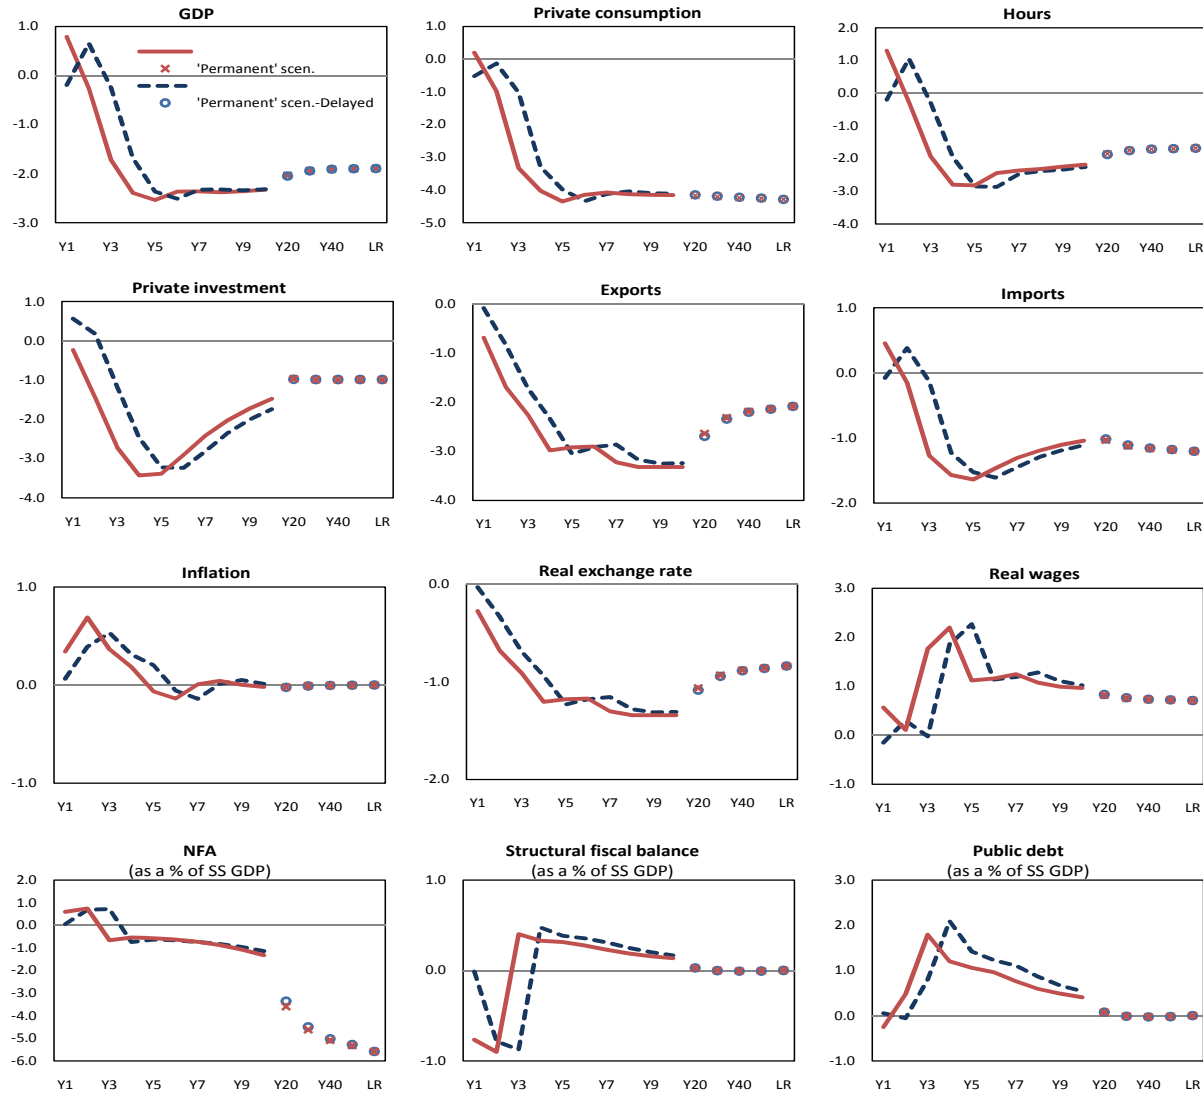 GDP
1.0
0.0
-1.0
-2.0
-3.0
'Permanent' scen.
'Permanent' scen.-Delayed
Y1 Y3 Y5 Y7 Y9 Y20 Y40 LR
Private consumption
1.0
0.0
-1.0
-2.0
-3.0
-4.0
-5.0
Y1 Y3 Y5 Y7 Y9 Y20 Y40 LR
Hours
2.0
1.0
0.0
-1.0
-2.0
-3.0
-4.0
Y1 Y3 Y5 Y7 Y9 Y20 Y40 LR
Private investment
1.0
0.0
-1.0
-2.0
-3.0
-4.0
Y1 Y3 Y5 Y7 Y9 Y20 Y40 LR
Exports
0.0
-1.0
-2.0
-3.0
-4.0
Y1 Y3 Y5 Y7 Y9 Y20 Y40 LR
Imports
1.0
0.0
-1.0
-2.0
Y1 Y3 Y5 Y7 Y9 Y20 Y40 LR
Inflation
1.0
0.0
-1.0
Y1 Y3 Y5 Y7 Y9 Y20 Y40 LR
Real exchange rate
0.0
-1.0
-2.0
Y1 Y3 Y5 Y7 Y9 Y20 Y40 LR
Real wages
3.0
2.0
1.0
0.0
-1.0
Y1 Y3 Y5 Y7 Y9 Y20 Y40 LR
NFA
(as a % of SS GDP)
2.0
1.0
0.0
-1.0
-2.0
-3.0
-4.0
-5.0
-6.0
Y1 Y3 Y5 Y7 Y9 Y20 Y40 LR
Structural fiscal balance
(as a % of SS GDP)
1.0
0.0
-1.0
Y1 Y3 Y5 Y7 Y9 Y20 Y40 LR
Public debt
(as a % of SS GDP)
3.0
2.0
1.0
0.0
-1.0
Y1 Y3 Y5 Y7 Y9 Y20 Y40 LR